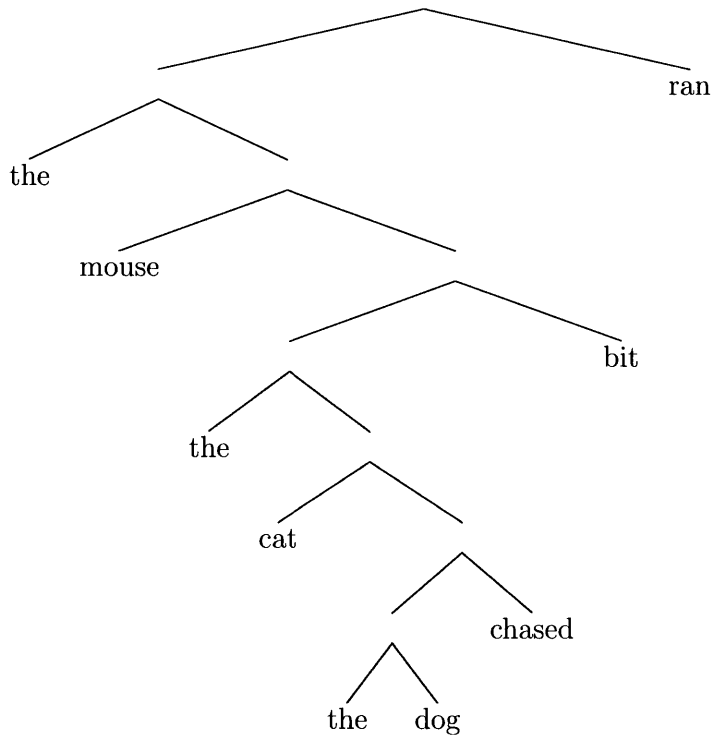 ran
the
mouse
bit
the
cat
chased
the dog